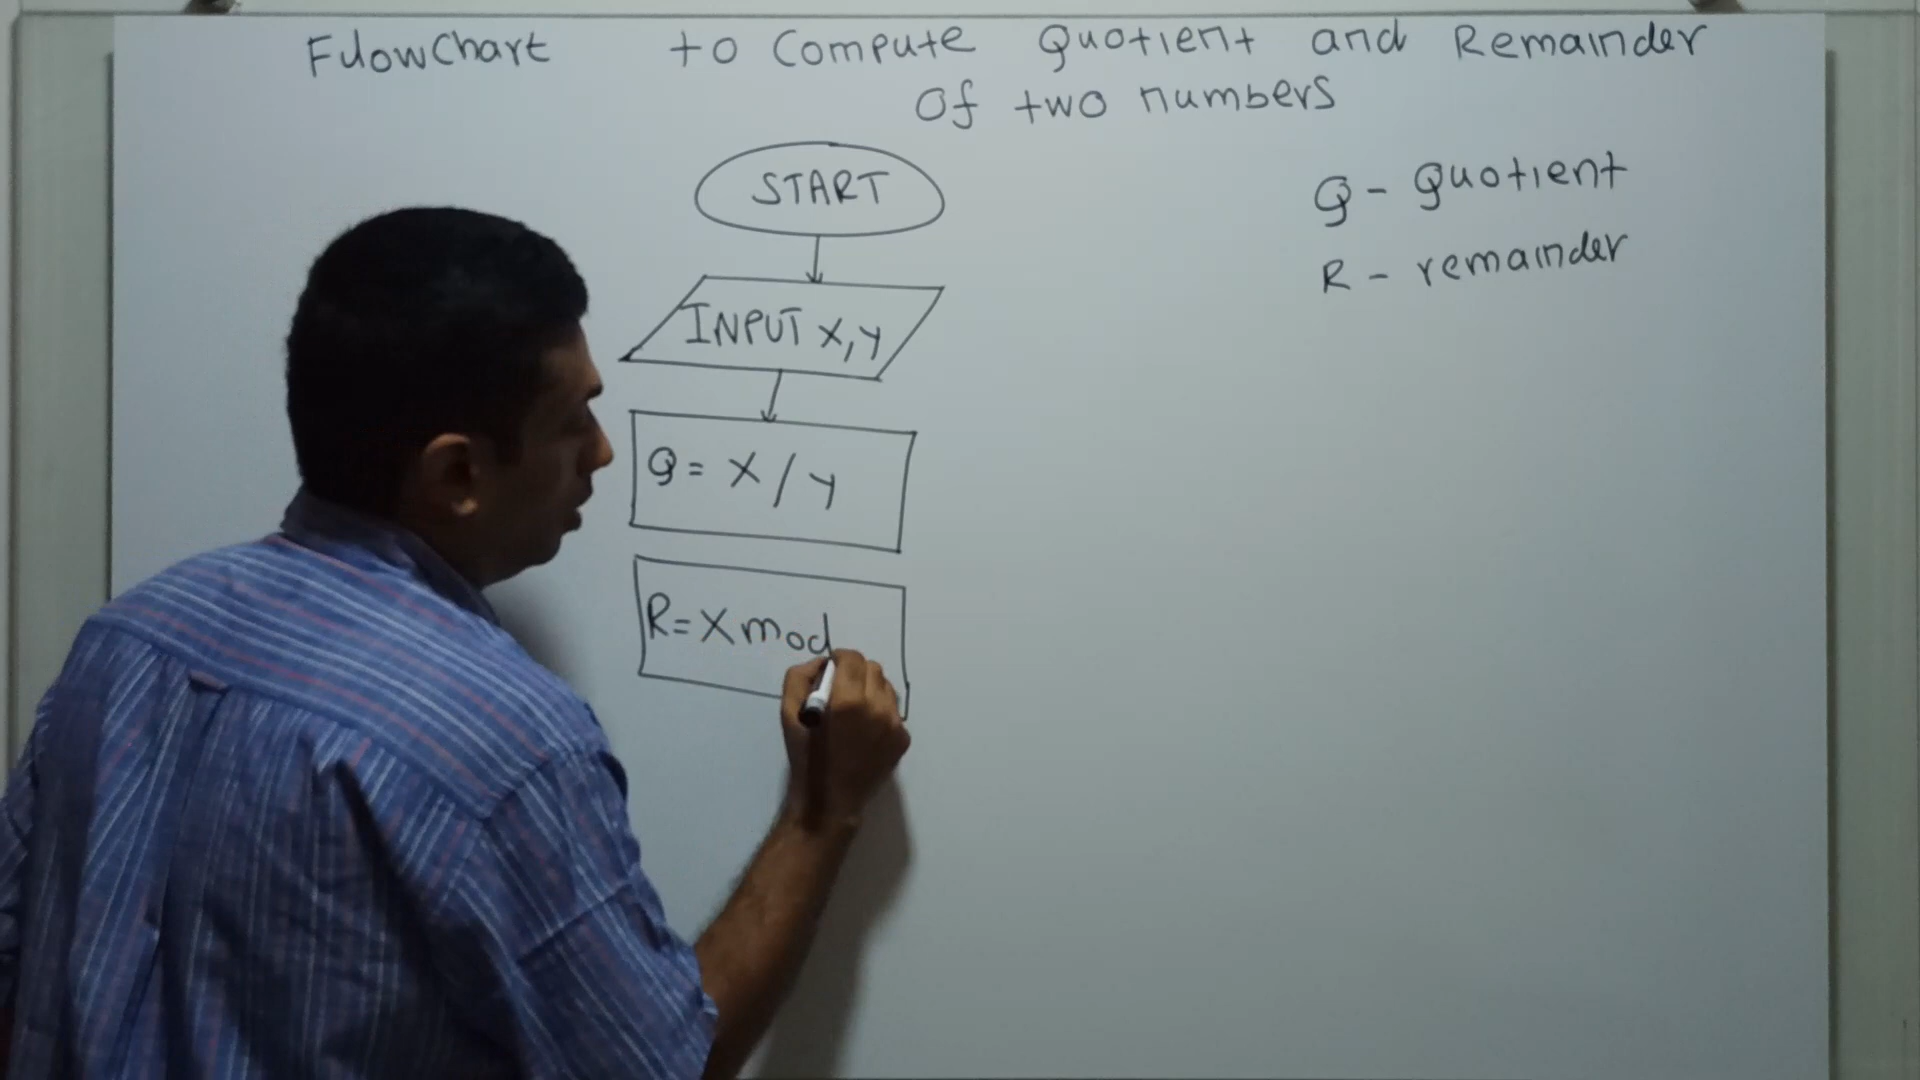 Flowchart to Compute Quotient and Remainder
Of two numbers
START
Q - Quotient
R - remainder
INPUT X, Y
Q = X / Y
R = X mod